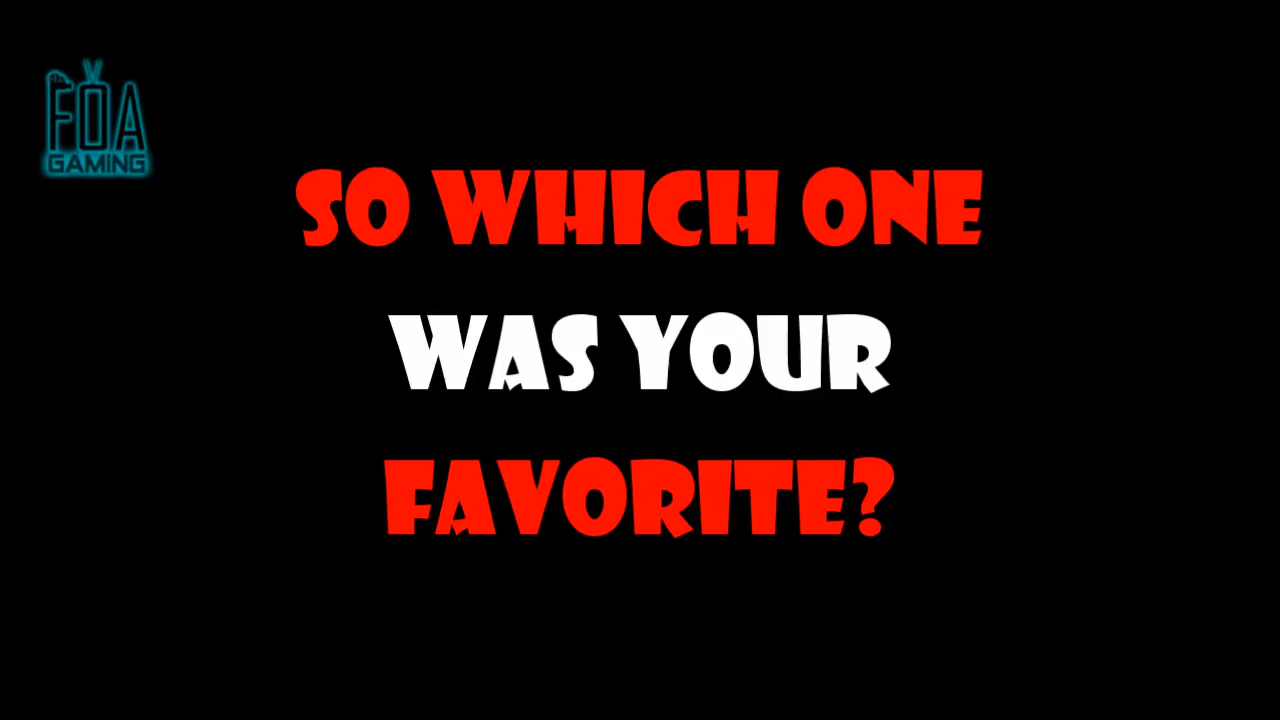 FOA
GAMING
SO WHICH ONE
WAS YOUR
FAVORITE?